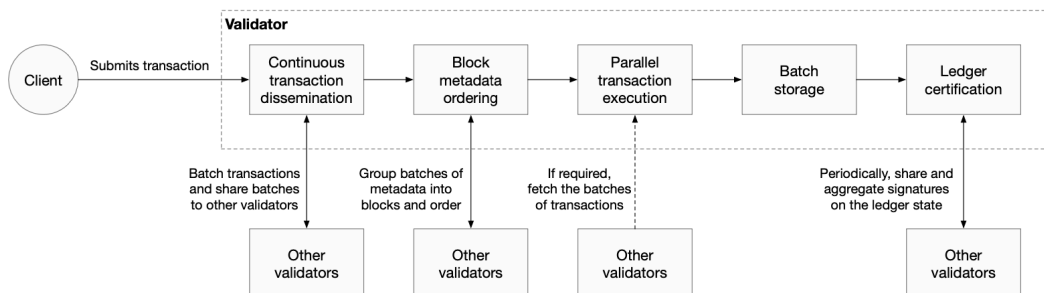 Validator
Client
Submits transaction
Continuous
transaction
dissemination
Block
metadata
ordering
Parallel
transaction
execution
Batch
storage
Ledger
certification
Batch transactions
and share batches
to other validators
Group batches of
metadata into
blocks and order
If required,
fetch the batches
of transactions
Periodically, share and
aggregate signatures
on the ledger state
Other
validators
Other
validators
Other
validators
Other
validators